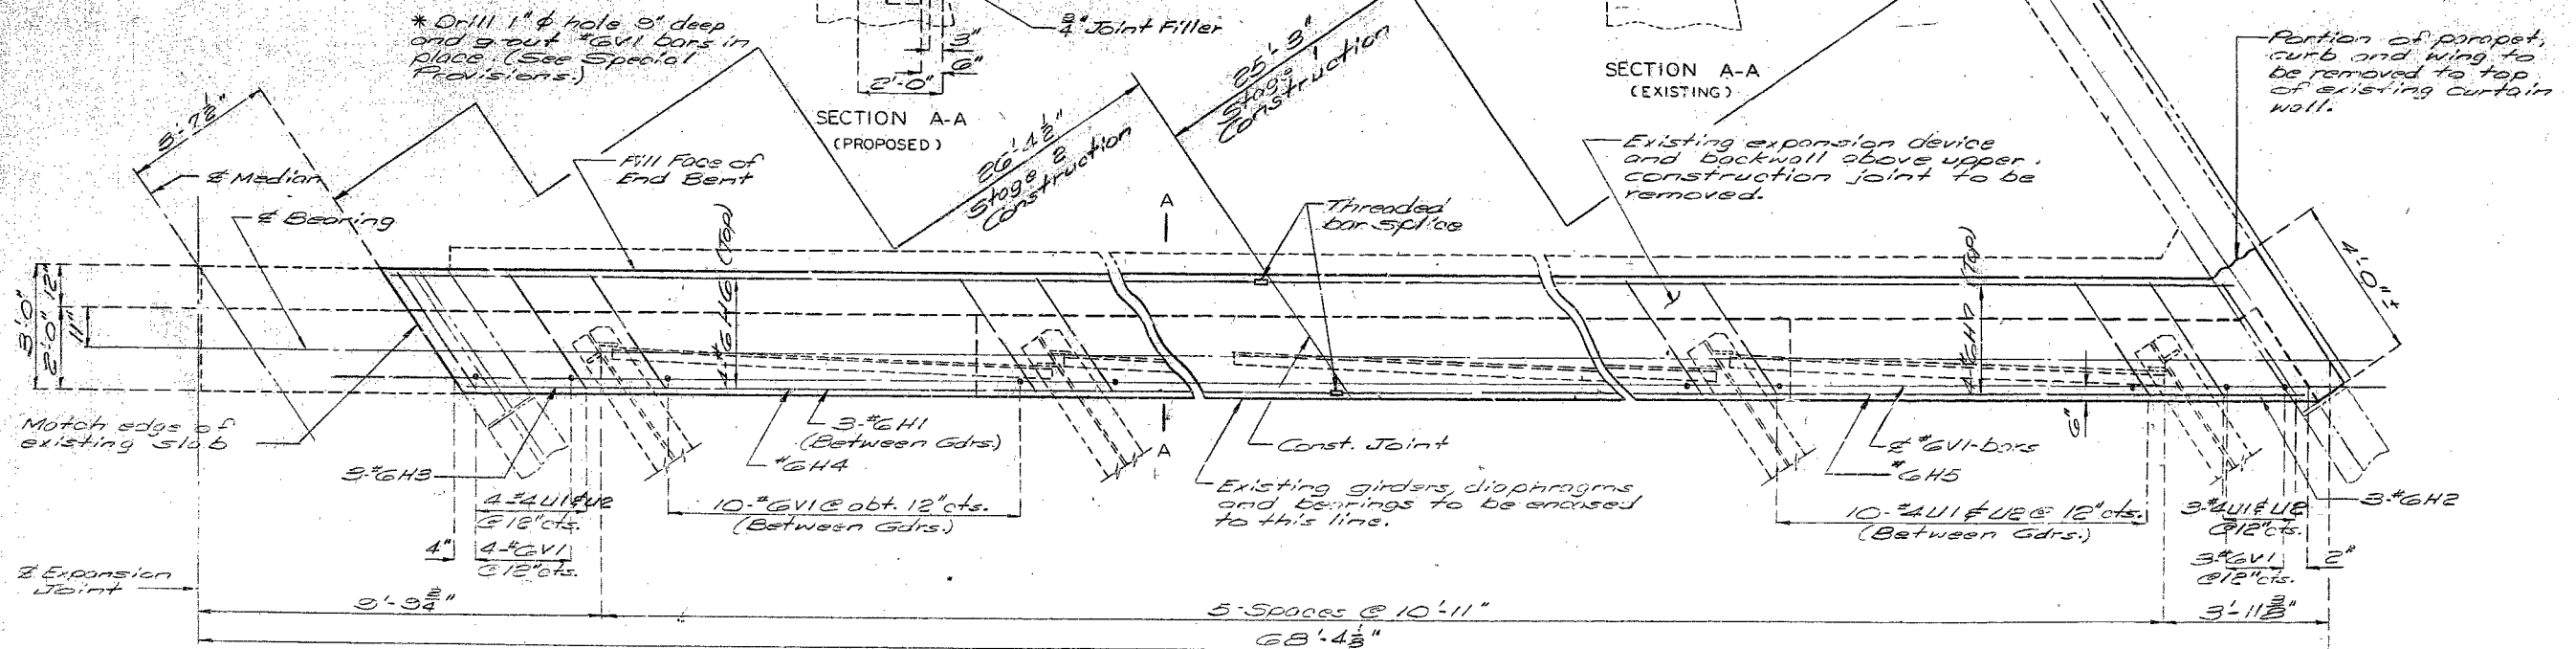 * Drill 1" ϕ hole 9" deep
and grout #6V1 bars in
place. (See Special
Provisions.)
3/4" Joint Filler
3"
6"
2'-0"
SECTION A-A
(PROPOSED)
25'-3"
Stage 1
Construction
SECTION A-A
(EXISTING)
Portion of parapet,
curb and wing to
be removed to top
of existing curtain
wall.
26'-4 1/2"
Stage 2
Construction
℄ Median
Fill Face of
End Bent
℄ Bearing
Existing expansion device
and backwall above upper
construction joint to be
removed.
A
Threaded
bar splice
4'-0"±
3'-0"
2'-0"
12"
11"
4-#6H6 (Top)
4-#6H7 (Top)
6"
Match edge of
existing slab
3-#6H1
(Between Gdrs.)
#6H4
A
Const. Joint
℄ #6V1-bars
#6H5
3-#6H3
3-#6H2
4-#4U1 & U2
@ 12" cts.
4-#6V1
@ 12" cts.
4"
10-#6V1 @ abt. 12" cts.
(Between Gdrs.)
Existing girders, diaphragms
and bearings to be encased
to this line.
10-#4U1 & U2 @ 12" cts.
(Between Gdrs.)
3-#4U1 & U2
@ 12" cts.
3-#6V1
@ 12" cts.
2"
℄ Expansion
Joint
9'-9 3/4"
5-Spaces @ 10'-11"
3'-11 3/8"
68'-4 1/8"